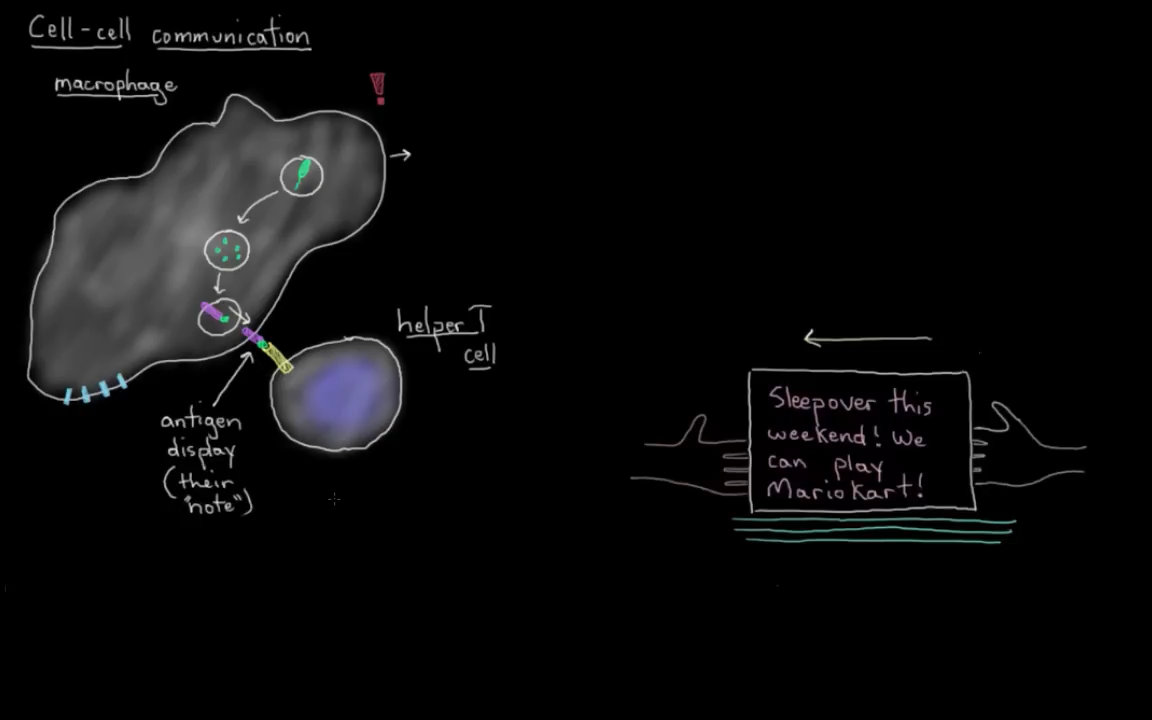 Cell-cell communication
macrophage
!
helper T
cell
antigen
display
(their
"note")
Sleepover this
weekend! We
can play
MarioKart!